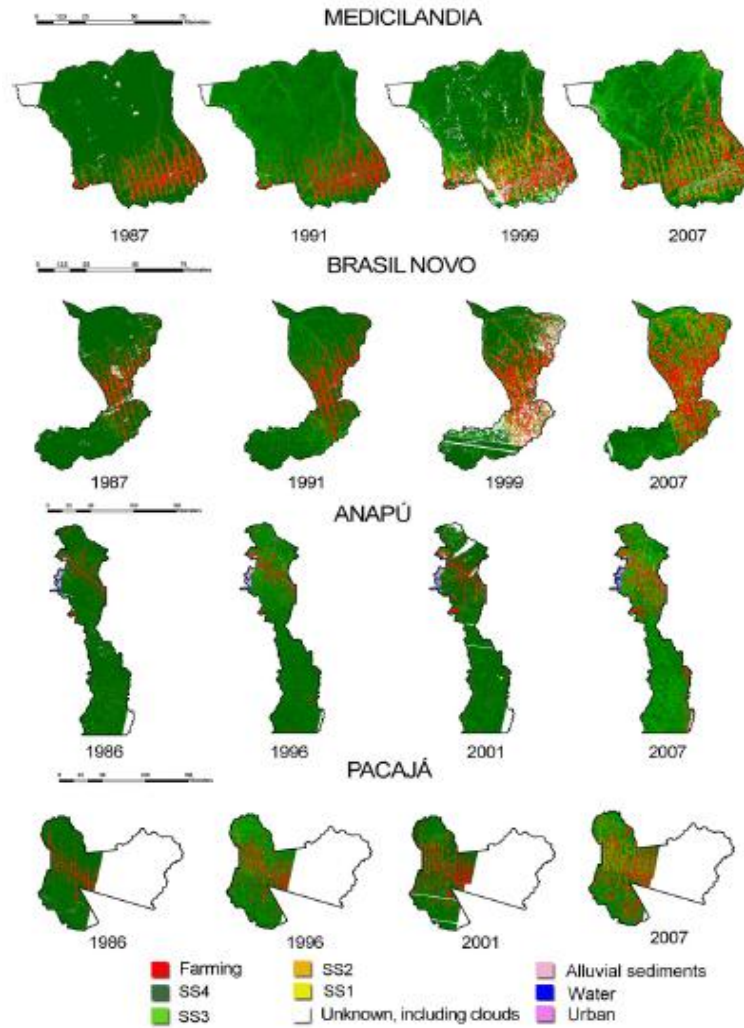 MEDICILANDIA
1987 1991 1999 2007
BRASIL NOVO
1987 1991 1999 2007
ANAPÚ
1986 1996 2001 2007
PACAJÁ
1986 1996 2001 2007
Farming SS2 Alluvial sediments
SS4 SS1 Water
SS3 Unknown, including clouds Urban